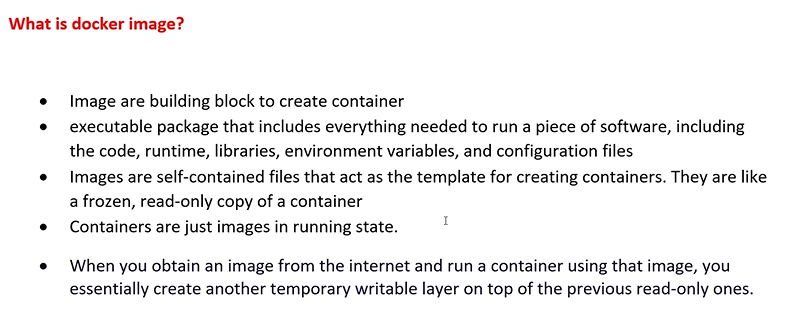 What is docker image?
• Image are building block to create container
• executable package that includes everything needed to run a piece of software, including
the code, runtime, libraries, environment variables, and configuration files
• Images are self-contained files that act as the template for creating containers. They are like
a frozen, read-only copy of a container
• Containers are just images in running state.
• When you obtain an image from the internet and run a container using that image, you
essentially create another temporary writable layer on top of the previous read-only ones.